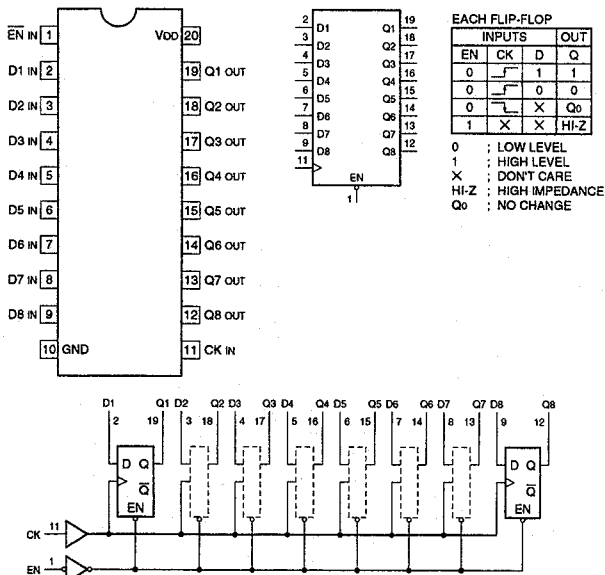 EN IN 1
VDD 20
D1 IN 2
19 Q1 OUT
D2 IN 3
18 Q2 OUT
D3 IN 4
17 Q3 OUT
D4 IN 5
16 Q4 OUT
D5 IN 6
15 Q5 OUT
D6 IN 7
14 Q6 OUT
D7 IN 8
13 Q7 OUT
D8 IN 9
12 Q8 OUT
10 GND
11 CK IN
2 D1 Q1 19
3 D2 Q2 18
4 D3 Q3 17
5 D4 Q4 16
6 D5 Q5 15
7 D6 Q6 14
8 D7 Q7 13
9 D8 Q8 12
11
EN
1
EACH FLIP-FLOP
INPUTS OUT
EN CK D Q
0 1 1
0 0 0
0 X Q0
1 X X HI-Z
0 ; LOW LEVEL
1 ; HIGH LEVEL
X ; DON'T CARE
HI-Z ; HIGH IMPEDANCE
Q0 ; NO CHANGE
D1 Q1 D2 Q2 D3 Q3 D4 Q4 D5 Q5 D6 Q6 D7 Q7 D8 Q8
2 19 3 18 4 17 5 16 6 15 7 14 8 13 9 12
D Q
Q
EN
D Q
Q
EN
CK 11
EN 1